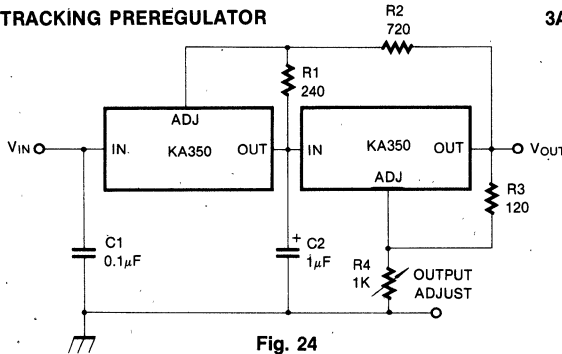 TRACKING PREREGULATOR
3A
R2
720
R1
240
ADJ
VIN
IN
KA350
OUT
IN
KA350
OUT
VOUT
ADJ
R3
120
C1
0.1μF
+
C2
1μF
R4
1K
OUTPUT
ADJUST
Fig. 24